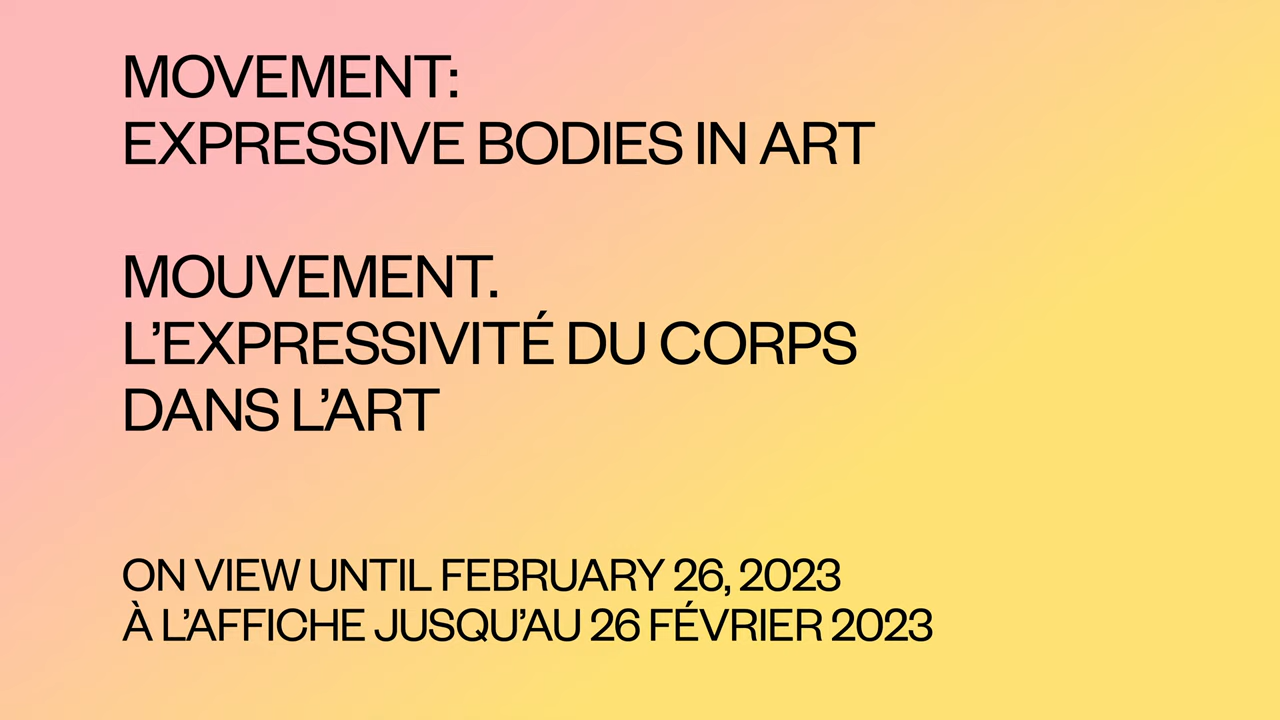 MOVEMENT:
EXPRESSIVE BODIES IN ART
MOUVEMENT.
L’EXPRESSIVITÉ DU CORPS
DANS L’ART
ON VIEW UNTIL FEBRUARY 26, 2023
À L’AFFICHE JUSQU’AU 26 FÉVRIER 2023